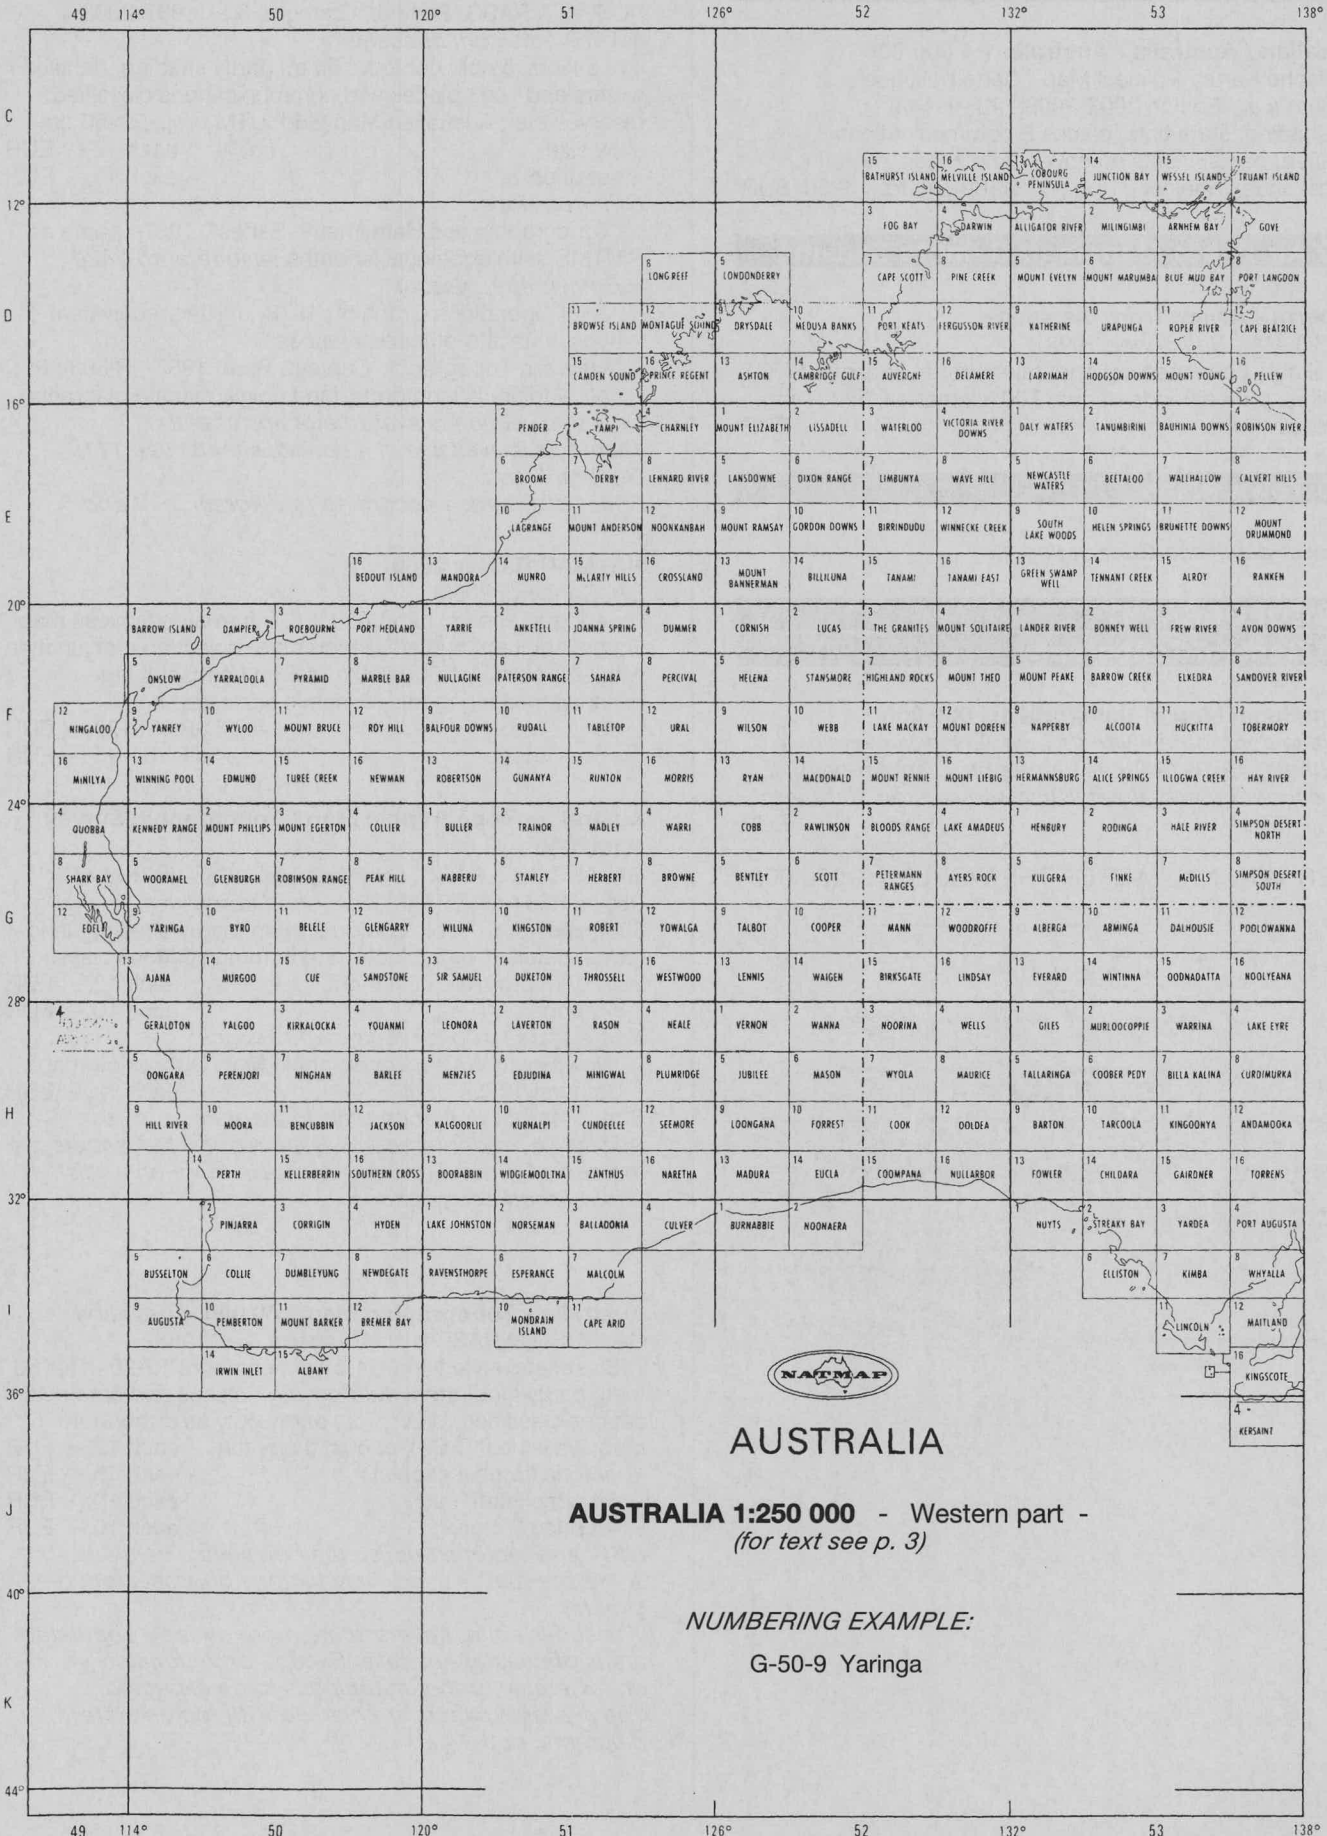 49 114° 50 120° 51 126° 52 132° 53 138°
C
15 16 13 14 15 16
BATHURST ISLAND MELVILLE ISLAND COBOURG PENINSULA JUNCTION BAY WESSEL ISLANDS TRUANT ISLAND
12°
3 4 1 2 3 4
FOG BAY DARWIN ALLIGATOR RIVER MILINGIMBI ARNHEM BAY GOVE
6 5 7 8 5 6 7 8
LONG REEF LONDONDERRY CAPE SCOTT PINE CREEK MOUNT EVELYN MOUNT MARUMBA BLUE MUD BAY PORT LANGDON
D
11 12 9 10 11 12 9 10 11 12
BROWSE ISLAND MONTAGUE SOUND DRYSDALE MEDUSA BANKS PORT KEATS FERGUSSON RIVER KATHERINE URAPUNGA ROPER RIVER CAPE BEATRICE
15 16 13 14 15 16 13 14 15 16
CAMDEN SOUND PRINCE REGENT ASHTON CAMBRIDGE GULF AUVERGNE DELAMERE LARRIMAH HODGSON DOWNS MOUNT YOUNG PELLEW
16°
2 3 4 1 2 3 4 1 2 3 4
PENDER YAMPI CHARNLEY MOUNT ELIZABETH LISSADELL WATERLOO VICTORIA RIVER DOWNS DALY WATERS TANUMBIRINI BAUHINIA DOWNS ROBINSON RIVER
6 7 8 5 6 7 8 5 6 7 8
BROOME DERBY LENNARD RIVER LANSDOWNE DIXON RANGE LIMBUNYA WAVE HILL NEWCASTLE WATERS BEETALOO WALLHALLOW CALVERT HILLS
E
10 11 12 9 10 11 12 9 10 11 12
LAGRANGE MOUNT ANDERSON NOONKANBAH MOUNT RAMSAY GORDON DOWNS BIRRINDUDU WINNECKE CREEK SOUTH LAKE WOODS HELEN SPRINGS BRUNETTE DOWNS MOUNT DRUMMOND
16 13 14 15 16 13 14 15 16 13 14 15 16
BEDOUT ISLAND MANDORA MUNRO McLARTY HILLS CROSSLAND MOUNT BANNERMAN BILLILUNA TANAMI TANAMI EAST GREEN SWAMP WELL TENNANT CREEK ALROY RANKEN
20°
1 2 3 4 1 2 3 4 1 2 3 4 1 2 3 4
BARROW ISLAND DAMPIER ROEBOURNE PORT HEDLAND YARRIE ANKETELL JOANNA SPRING DUMMER CORNISH LUCAS THE GRANITES MOUNT SOLITAIRE LANDER RIVER BONNEY WELL FREW RIVER AVON DOWNS
5 6 7 8 5 6 7 8 5 6 7 8 5 6 7 8
ONSLOW YARRALOOLA PYRAMID MARBLE BAR NULLAGINE PATERSON RANGE SAHARA PERCIVAL HELENA STANSMORE HIGHLAND ROCKS MOUNT THEO MOUNT PEAKE BARROW CREEK ELKEDRA SANDOVER RIVER
F
12 9 10 11 12 9 10 11 12 9 10 11 12 9 10 11 12
NINGALOO YANREY WYLOO MOUNT BRUCE ROY HILL BALFOUR DOWNS RUDALL TABLETOP URAL WILSON WEBB LAKE MACKAY MOUNT DOREEN NAPPERBY ALCOOTA HUCKITTA TOBERMORY
16 13 14 15 16 13 14 15 16 13 14 15 16 13 14 15 16
MINILYA WINNING POOL EDMUND TUREE CREEK NEWMAN ROBERTSON GUNANYA RUNTON MORRIS RYAN MACDONALD MOUNT RENNIE MOUNT LIEBIG HERMANNSBURG ALICE SPRINGS ILLOGWA CREEK HAY RIVER
24°
4 1 2 3 4 1 2 3 4 1 2 3 4 1 2 3 4
QUOBBA KENNEDY RANGE MOUNT PHILLIPS MOUNT EGERTON COLLIER BULLER TRAINOR MADLEY WARRI COBB RAWLINSON BLOODS RANGE LAKE AMADEUS HENBURY RODINGA HALE RIVER SIMPSON DESERT NORTH
8 5 6 7 8 5 6 7 8 5 6 7 8 5 6 7 8
SHARK BAY WOORAMEL GLENBURGH ROBINSON RANGE PEAK HILL NABBERU STANLEY HERBERT BROWNE BENTLEY SCOTT PETERMANN RANGES AYERS ROCK KULGERA FINKE McDILLS SIMPSON DESERT SOUTH
G
12 9 10 11 12 9 10 11 12 9 10 11 12 9 10 11 12
EDEL YARINGA BYRO BELELE GLENGARRY WILUNA KINGSTON ROBERT YOWALGA TALBOT COOPER MANN WOODROFFE ALBERGA ABMINGA DALHOUSIE POOLOWANNA
13 14 15 16 13 14 15 16 13 14 15 16 13 14 15 16
AJANA MURGOO CUE SANDSTONE SIR SAMUEL DUKETON THROSSELL WESTWOOD LENNIS WAIGEN BIRKSGATE LINDSAY EVERARD WINTINNA OODNADATTA NOOLYEANA
28°
4 1 2 3 4 1 2 3 4 1 2 3 4 1 2 3 4
GERALDTON YALGOO KIRKALOCKA YOUANMI LEONORA LAVERTON RASON NEALE VERNON WANNA NOORINA WELLS GILES MURLOOCOPPIE WARRINA LAKE EYRE
5 6 7 8 5 6 7 8 5 6 7 8 5 6 7 8
DONGARA PERENJORI NINGHAN BARLEE MENZIES EDJUDINA MINIGWAL PLUMRIDGE JUBILEE MASON WYOLA MAURICE TALLARINGA COOBER PEDY BILLA KALINA CURDIMURKA
H
9 10 11 12 9 10 11 12 9 10 11 12 9 10 11 12
HILL RIVER MOORA BENCUBBIN JACKSON KALGOORLIE KURNALPI CUNDEELEE SEEMORE LOONGANA FORREST COOK OOLDEA BARTON TARCOOLA KINGOONYA ANDAMOOKA
14 15 16 13 14 15 16 13 14 15 16 13 14 15 16
PERTH KELLERBERRIN SOUTHERN CROSS BOORABBIN WIDGIEMOOLTHA ZANTHUS NARETHA MADURA EUCLA COOMPANA NULLARBOR FOWLER CHILDARA GAIRDNER TORRENS
32°
2 3 4 1 2 3 4 1 2 1 2 3 4
PINJARRA CORRIGIN HYDEN LAKE JOHNSTON NORSEMAN BALLADONIA CULVER BURNABBIE NOONAERA NUYTS STREAKY BAY YARDEA PORT AUGUSTA
5 6 7 8 5 6 7 6 7 8
BUSSELTON COLLIE DUMBLEYUNG NEWDEGATE RAVENSTHORPE ESPERANCE MALCOLM ELLISTON KIMBA WHYALLA
I
9 10 11 12 10 11 11 12
AUGUSTA PEMBERTON MOUNT BARKER BREMER BAY MONDRAIN ISLAND CAPE ARID LINCOLN MAITLAND
14 15 16
IRWIN INLET ALBANY KINGSCOTE
NATMAP
36°
4
KERSAINT
AUSTRALIA
J
AUSTRALIA 1:250 000 - Western part -
(for text see p. 3)
40°
NUMBERING EXAMPLE:
G-50-9 Yaringa
K
44°
49 114° 50 120° 51 126° 52 132° 53 138°